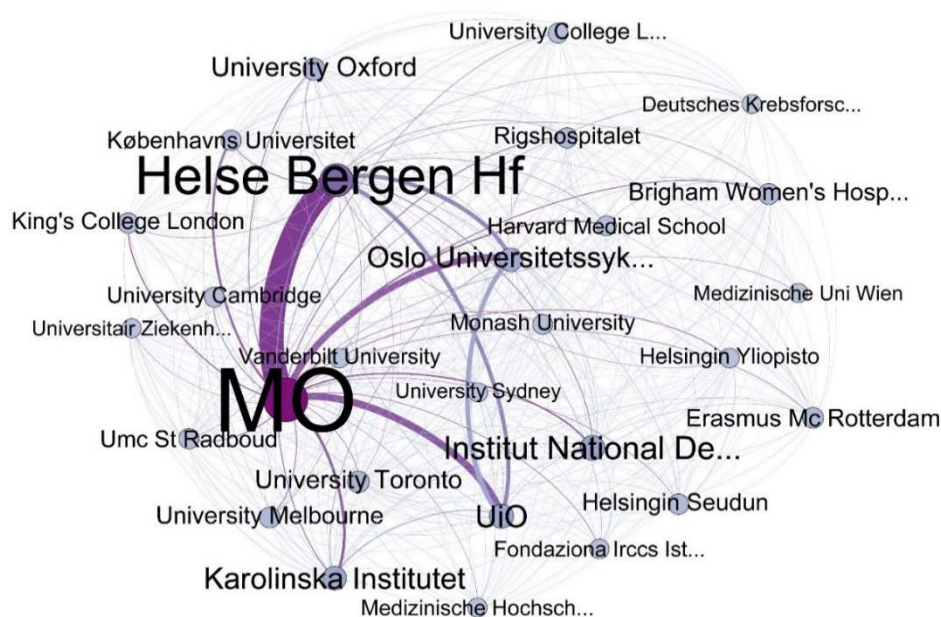 University College L...
University Oxford
Deutsches Krebsforsc...
Københavns Universitet
Rigshospitalet
Helse Bergen Hf
Brigham Women's Hosp...
King's College London
Harvard Medical School
Oslo Universitetssyk...
University Cambridge
Medizinische Uni Wien
Universitair Ziekenh...
Monash University
Vanderbilt University
Helsingin Yliopisto
MO
University Sydney
Erasmus Mc Rotterdam
Umc St Radboud
Institut National De...
University Toronto
Helsingin Seudun
University Melbourne
UiO
Fondaziona Irccs Ist...
Karolinska Institutet
Medizinische Hochsch...